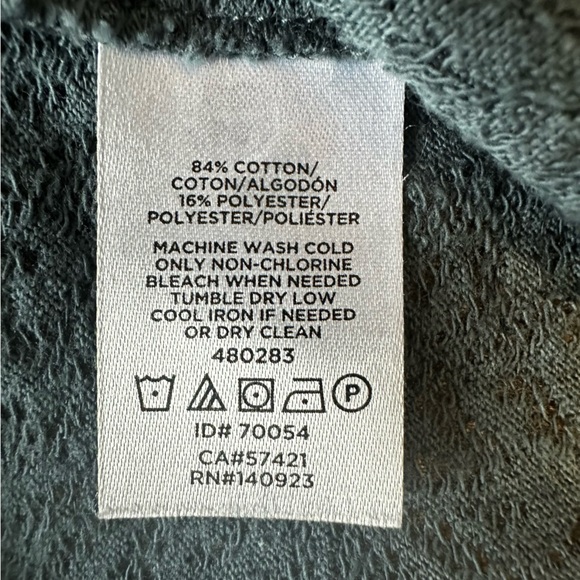 84% COTTON/
COTON/ALGODÓN
16% POLYESTER/
POLYESTER/POLIÉSTER
MACHINE WASH COLD
ONLY NON-CHLORINE
BLEACH WHEN NEEDED
TUMBLE DRY LOW
COOL IRON IF NEEDED
OR DRY CLEAN
480283
P
ID# 70054
CA#57421
RN#140923